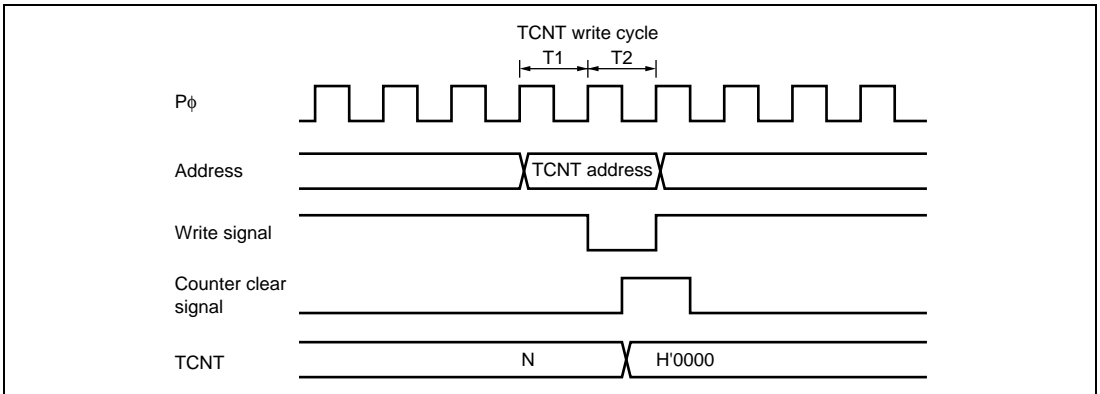 TCNT write cycle
T1 T2
Pϕ
Address
TCNT address
Write signal
Counter clear
signal
TCNT
N
H'0000